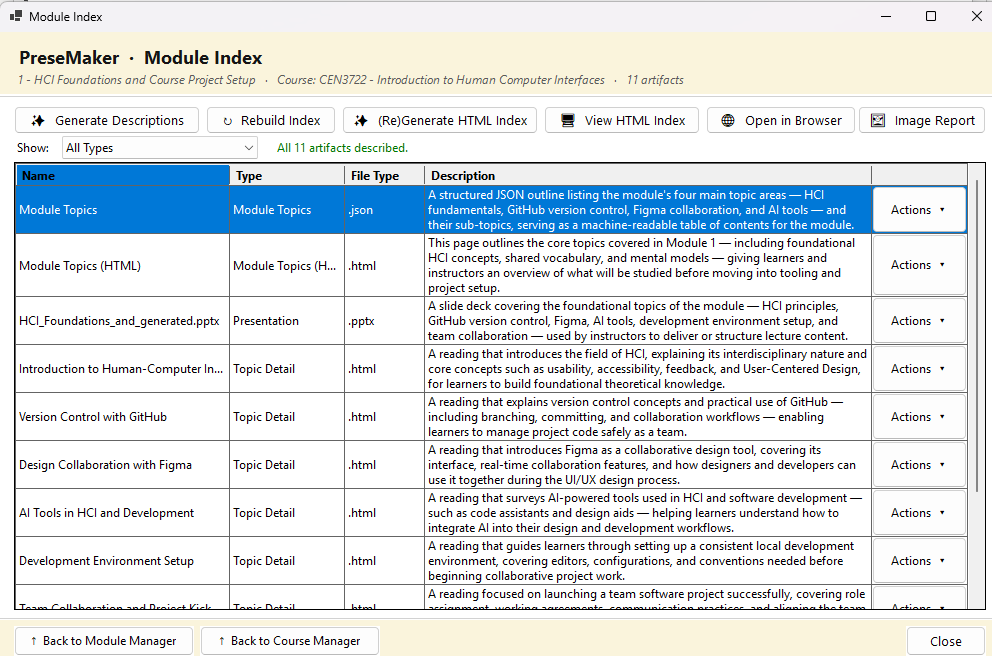 Module Index
PreseMaker · Module Index
1 - HCI Foundations and Course Project Setup · Course: CEN3722 - Introduction to Human Computer Interfaces · 11 artifacts
Generate Descriptions
Rebuild Index
(Re)Generate HTML Index
View HTML Index
Open in Browser
Image Report
Show:
All Types
All 11 artifacts described.
Name Type File Type Description
Module Topics
Module Topics
.json
A structured JSON outline listing the module's four main topic areas — HCI
fundamentals, GitHub version control, Figma collaboration, and AI tools — and
their sub-topics, serving as a machine-readable table of contents for the module.
Actions
Module Topics (HTML)
Module Topics (H...
.html
This page outlines the core topics covered in Module 1 — including foundational
HCI concepts, shared vocabulary, and mental models — giving learners and
instructors an overview of what will be studied before moving into tooling and
project setup.
Actions
HCI_Foundations_and_generated.pptx
Presentation
.pptx
A slide deck covering the foundational topics of the module — HCI principles,
GitHub version control, Figma, AI tools, development environment setup, and
team collaboration — used by instructors to deliver or structure lecture content.
Actions
Introduction to Human-Computer In...
Topic Detail
.html
A reading that introduces the field of HCI, explaining its interdisciplinary nature and
core concepts such as usability, accessibility, feedback, and User-Centered Design,
for learners to build foundational theoretical knowledge.
Actions
Version Control with GitHub
Topic Detail
.html
A reading that explains version control concepts and practical use of GitHub —
including branching, committing, and collaboration workflows — enabling
learners to manage project code safely as a team.
Actions
Design Collaboration with Figma
Topic Detail
.html
A reading that introduces Figma as a collaborative design tool, covering its
interface, real-time collaboration features, and how designers and developers can
use it together during the UI/UX design process.
Actions
AI Tools in HCI and Development
Topic Detail
.html
A reading that surveys AI-powered tools used in HCI and software development —
such as code assistants and design aids — helping learners understand how to
integrate AI into their design and development workflows.
Actions
Development Environment Setup
Topic Detail
.html
A reading that guides learners through setting up a consistent local development
environment, covering editors, configurations, and conventions needed before
beginning collaborative project work.
Actions
Team Collaboration and Project Kick...
Topic Detail
.html
A reading focused on launching a team software project successfully, covering role
assignment, working agreements, communication practices, and aligning the team
Actions
↑ Back to Module Manager
↑ Back to Course Manager
Close